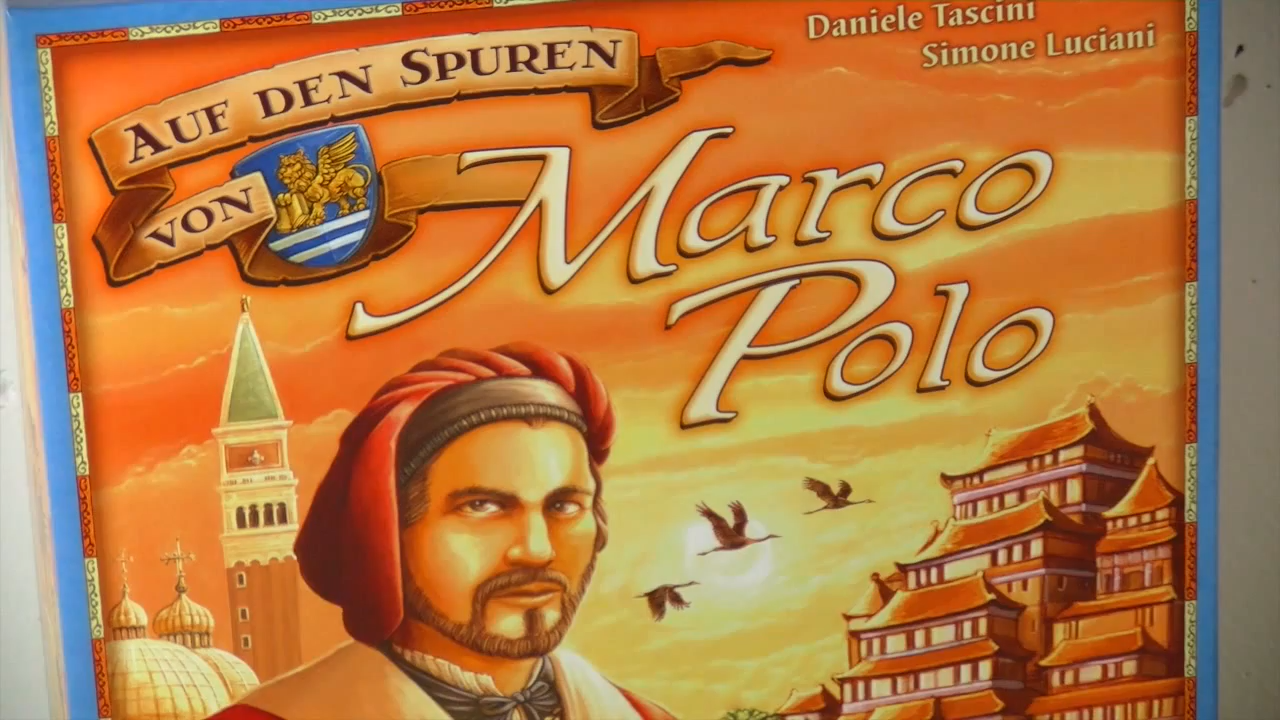 Daniele Tascini
Simone Luciani
AUF DEN SPUREN
VON
Marco
Polo